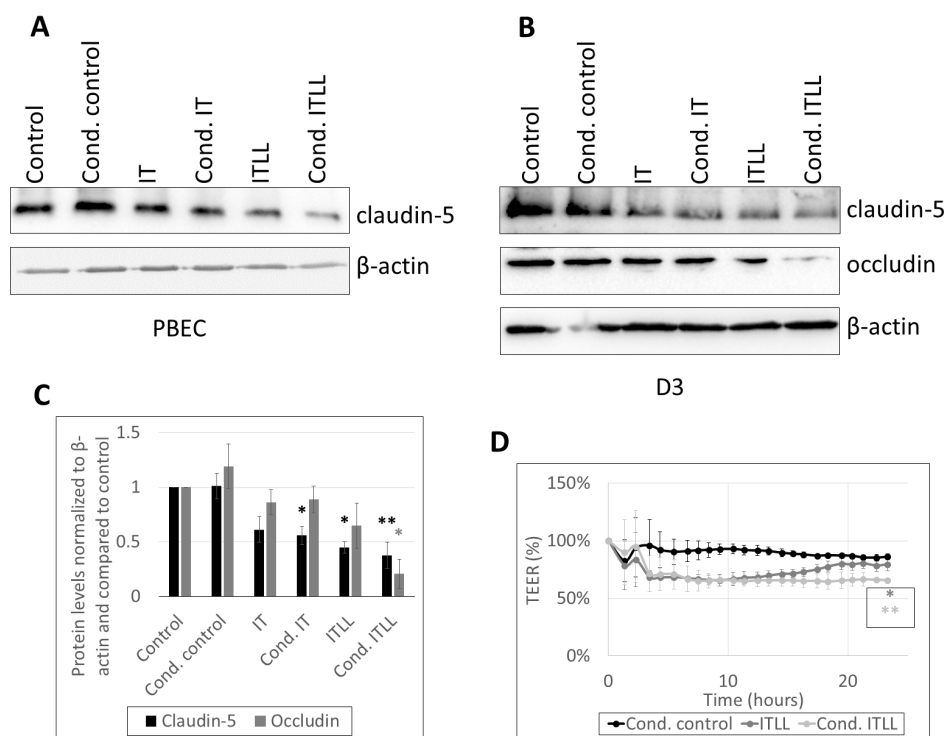 A
Control
Cond. control
IT
Cond. IT
ITLL
Cond. ITLL
claudin-5
β-actin
PBEC
B
Control
Cond. control
IT
Cond. IT
ITLL
Cond. ITLL
claudin-5
occludin
β-actin
D3
C
Protein levels normalized to β-
actin and compared to control
1.5
1
0.5
0
*
*
**
*
Control
Cond. control
IT
Cond. IT
ITLL
Cond. ITLL
Claudin-5 Occludin
D
TEER (%)
150%
100%
50%
0%
*
**
0 10 20
Time (hours)
Cond. control ITLL Cond. ITLL